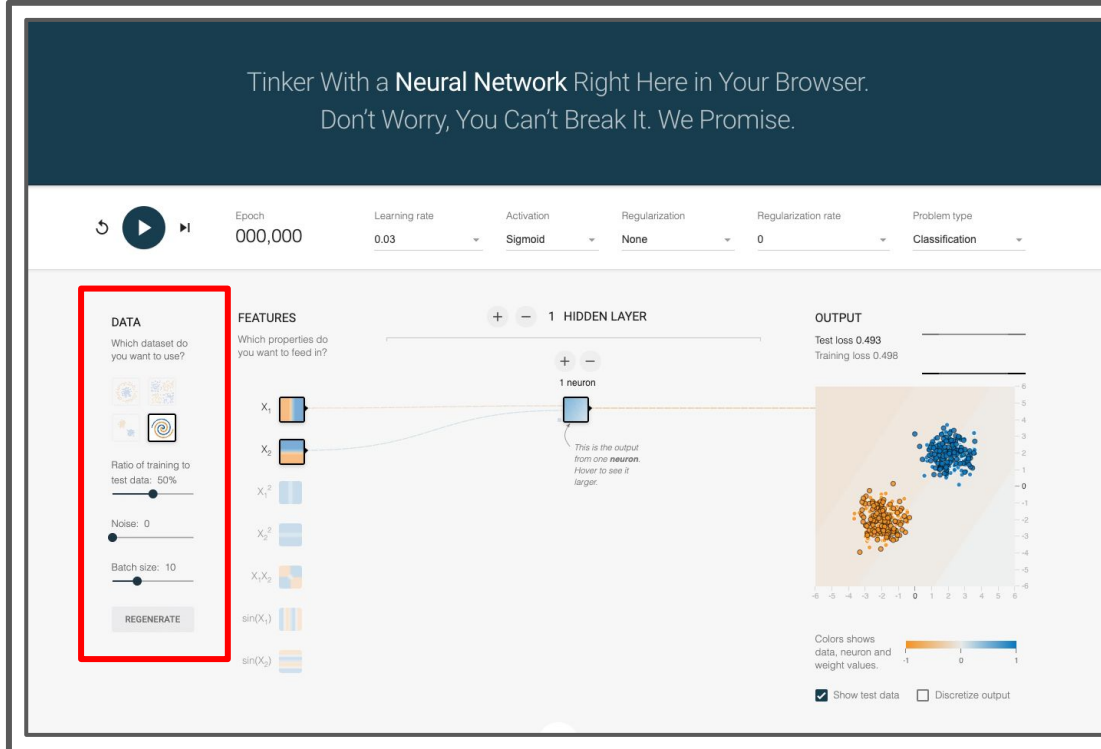 Tinker With a Neural Network Right Here in Your Browser.
Don't Worry, You Can't Break It. We Promise.
Epoch
000,000
Learning rate
0.03
Activation
Sigmoid
Regularization
None
Regularization rate
0
Problem type
Classification
DATA
Which dataset do
you want to use?
Ratio of training to
test data: 50%
Noise: 0
Batch size: 10
REGENERATE
FEATURES
Which properties do
you want to feed in?
X₁
X₂
X₁²
X₂²
X₁X₂
sin(X₁)
sin(X₂)
+ − 1 HIDDEN LAYER
+ −
1 neuron
This is the output
from one neuron.
Hover to see it
larger.
OUTPUT
Test loss 0.493
Training loss 0.498
6
5
4
3
2
1
0
-1
-2
-3
-4
-5
-6
-6 -5 -4 -3 -2 -1 0 1 2 3 4 5 6
Colors shows
data, neuron and
weight values.
-1 0 1
Show test data
Discretize output